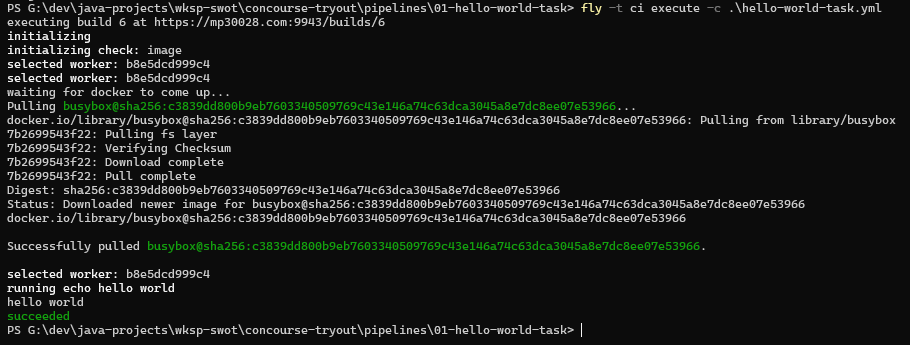 PS G:\dev\java-projects\wksp-swot\concourse-tryout\pipelines\01-hello-world-task> fly -t ci execute -c .\hello-world-task.yml
executing build 6 at https://mp30028.com:9943/builds/6
initializing
initializing check: image
selected worker: b8e5dcd999c4
selected worker: b8e5dcd999c4
waiting for docker to come up...
Pulling busybox@sha256:c3839dd800b9eb7603340509769c43e146a74c63dca3045a8e7dc8ee07e53966...
docker.io/library/busybox@sha256:c3839dd800b9eb7603340509769c43e146a74c63dca3045a8e7dc8ee07e53966: Pulling from library/busybox
7b2699543f22: Pulling fs layer
7b2699543f22: Verifying Checksum
7b2699543f22: Download complete
7b2699543f22: Pull complete
Digest: sha256:c3839dd800b9eb7603340509769c43e146a74c63dca3045a8e7dc8ee07e53966
Status: Downloaded newer image for busybox@sha256:c3839dd800b9eb7603340509769c43e146a74c63dca3045a8e7dc8ee07e53966
docker.io/library/busybox@sha256:c3839dd800b9eb7603340509769c43e146a74c63dca3045a8e7dc8ee07e53966
Successfully pulled busybox@sha256:c3839dd800b9eb7603340509769c43e146a74c63dca3045a8e7dc8ee07e53966.
selected worker: b8e5dcd999c4
running echo hello world
hello world
succeeded
PS G:\dev\java-projects\wksp-swot\concourse-tryout\pipelines\01-hello-world-task>